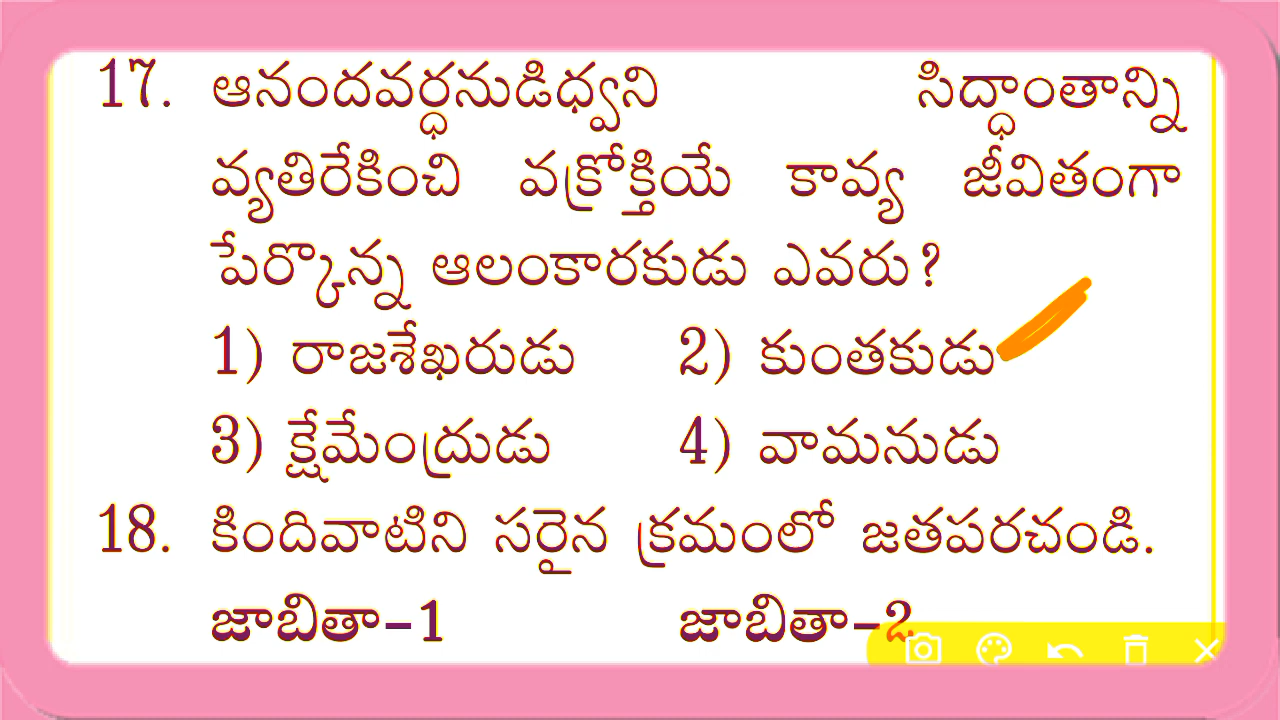 17. ఆనందవర్ధనుడిధ్వని సిద్ధాంతాన్ని
వ్యతిరేకించి వక్రోక్తియే కావ్య జీవితంగా
పేర్కొన్న ఆలంకారకుడు ఎవరు?
1) రాజశేఖరుడు 2) కుంతకుడు
3) క్షేమేంద్రుడు 4) వామనుడు
18. కిందివాటిని సరైన క్రమంలో జతపరచండి.
జాబితా-1 జాబితా-2